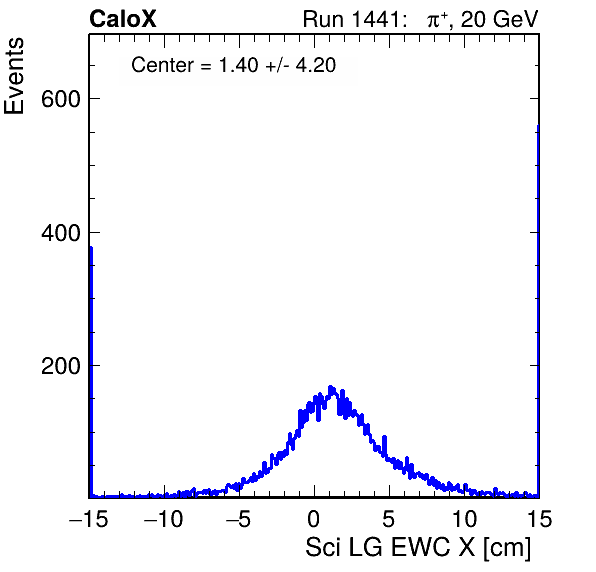 CaloX Run 1441: π⁺, 20 GeV
Center = 1.40 +/- 4.20
Events
600
400
200
−15 −10 −5 0 5 10 15
Sci LG EWC X [cm]